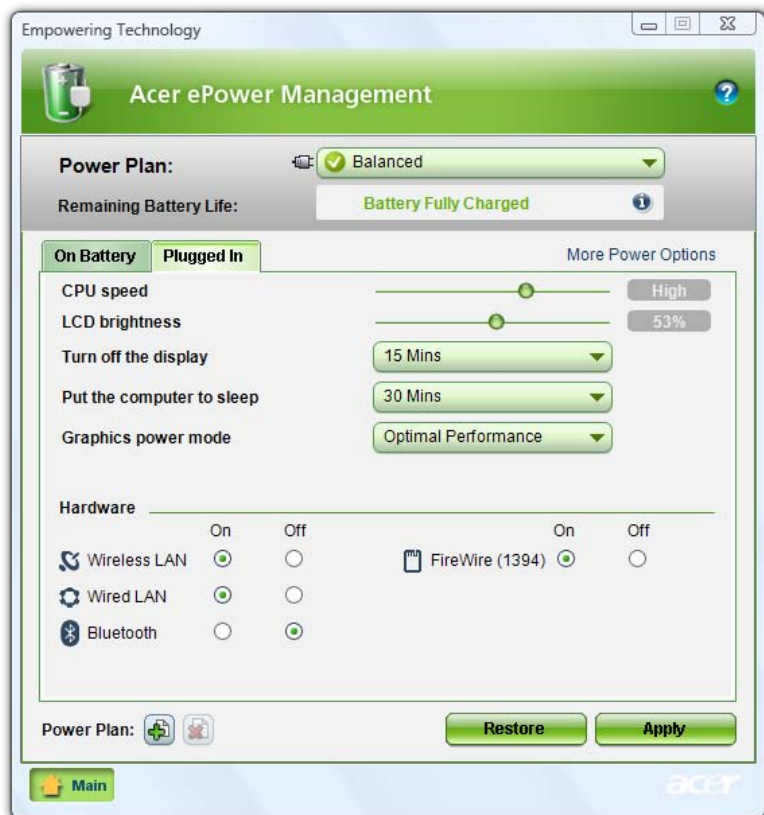 Empowering Technology
Acer ePower Management
?
Power Plan: Balanced
Remaining Battery Life: Battery Fully Charged i
On Battery Plugged In More Power Options
CPU speed High
LCD brightness 53%
Turn off the display 15 Mins
Put the computer to sleep 30 Mins
Graphics power mode Optimal Performance
Hardware
On Off On Off
Wireless LAN FireWire (1394)
Wired LAN
Bluetooth
Power Plan: Restore Apply
Main acer